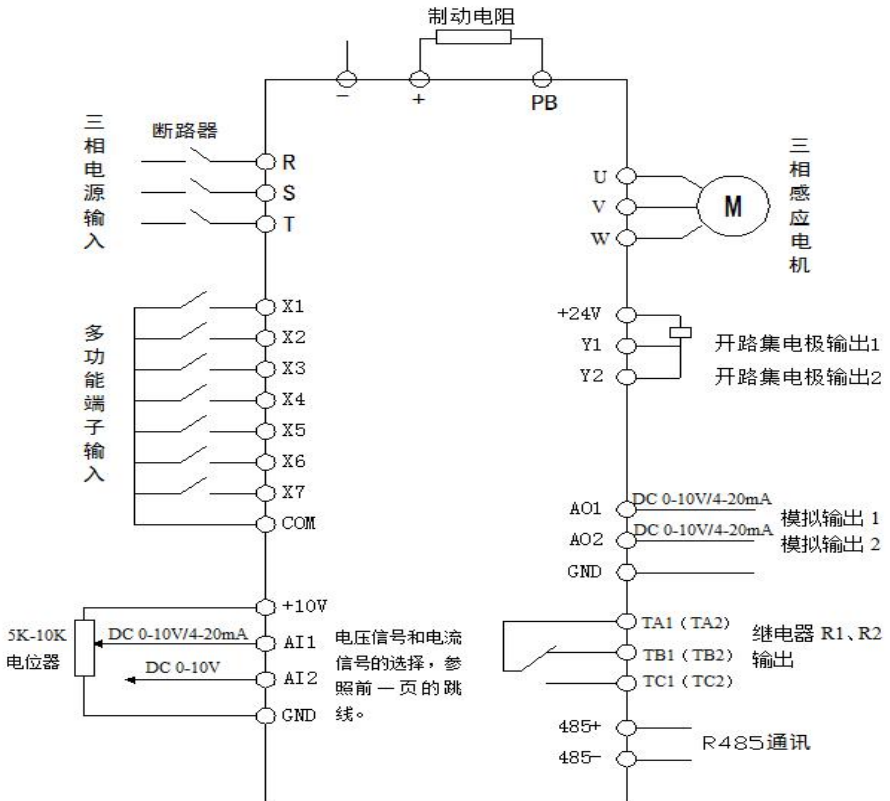 制动电阻
-
+
PB
三相电源输入
断路器
R
S
T
U
V
W
M
三相感应电机
多功能端子输入
X1
X2
X3
X4
X5
X6
X7
COM
+24V
Y1
Y2
开路集电极输出1
开路集电极输出2
AO1
DC 0-10V/4-20mA
模拟输出 1
AO2
DC 0-10V/4-20mA
模拟输出 2
GND
5K-10K
电位器
+10V
DC 0-10V/4-20mA
AI1
DC 0-10V
AI2
GND
电压信号和电流
信号的选择，参
照前一页的跳
线。
TA1（TA2）
TB1（TB2）
TC1（TC2）
继电器 R1、R2
输出
485+
485-
R485通讯